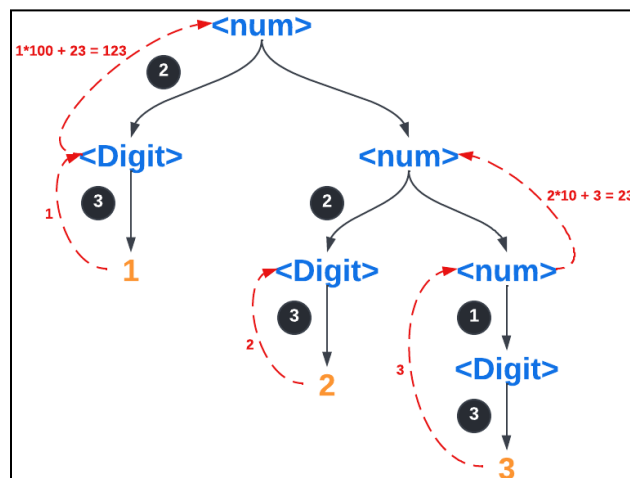 <num>
1*100 + 23 = 123
2
<Digit>
<num>
3
2
2*10 + 3 = 23
1
1
<Digit>
<num>
3
1
2
3
<Digit>
2
3
3